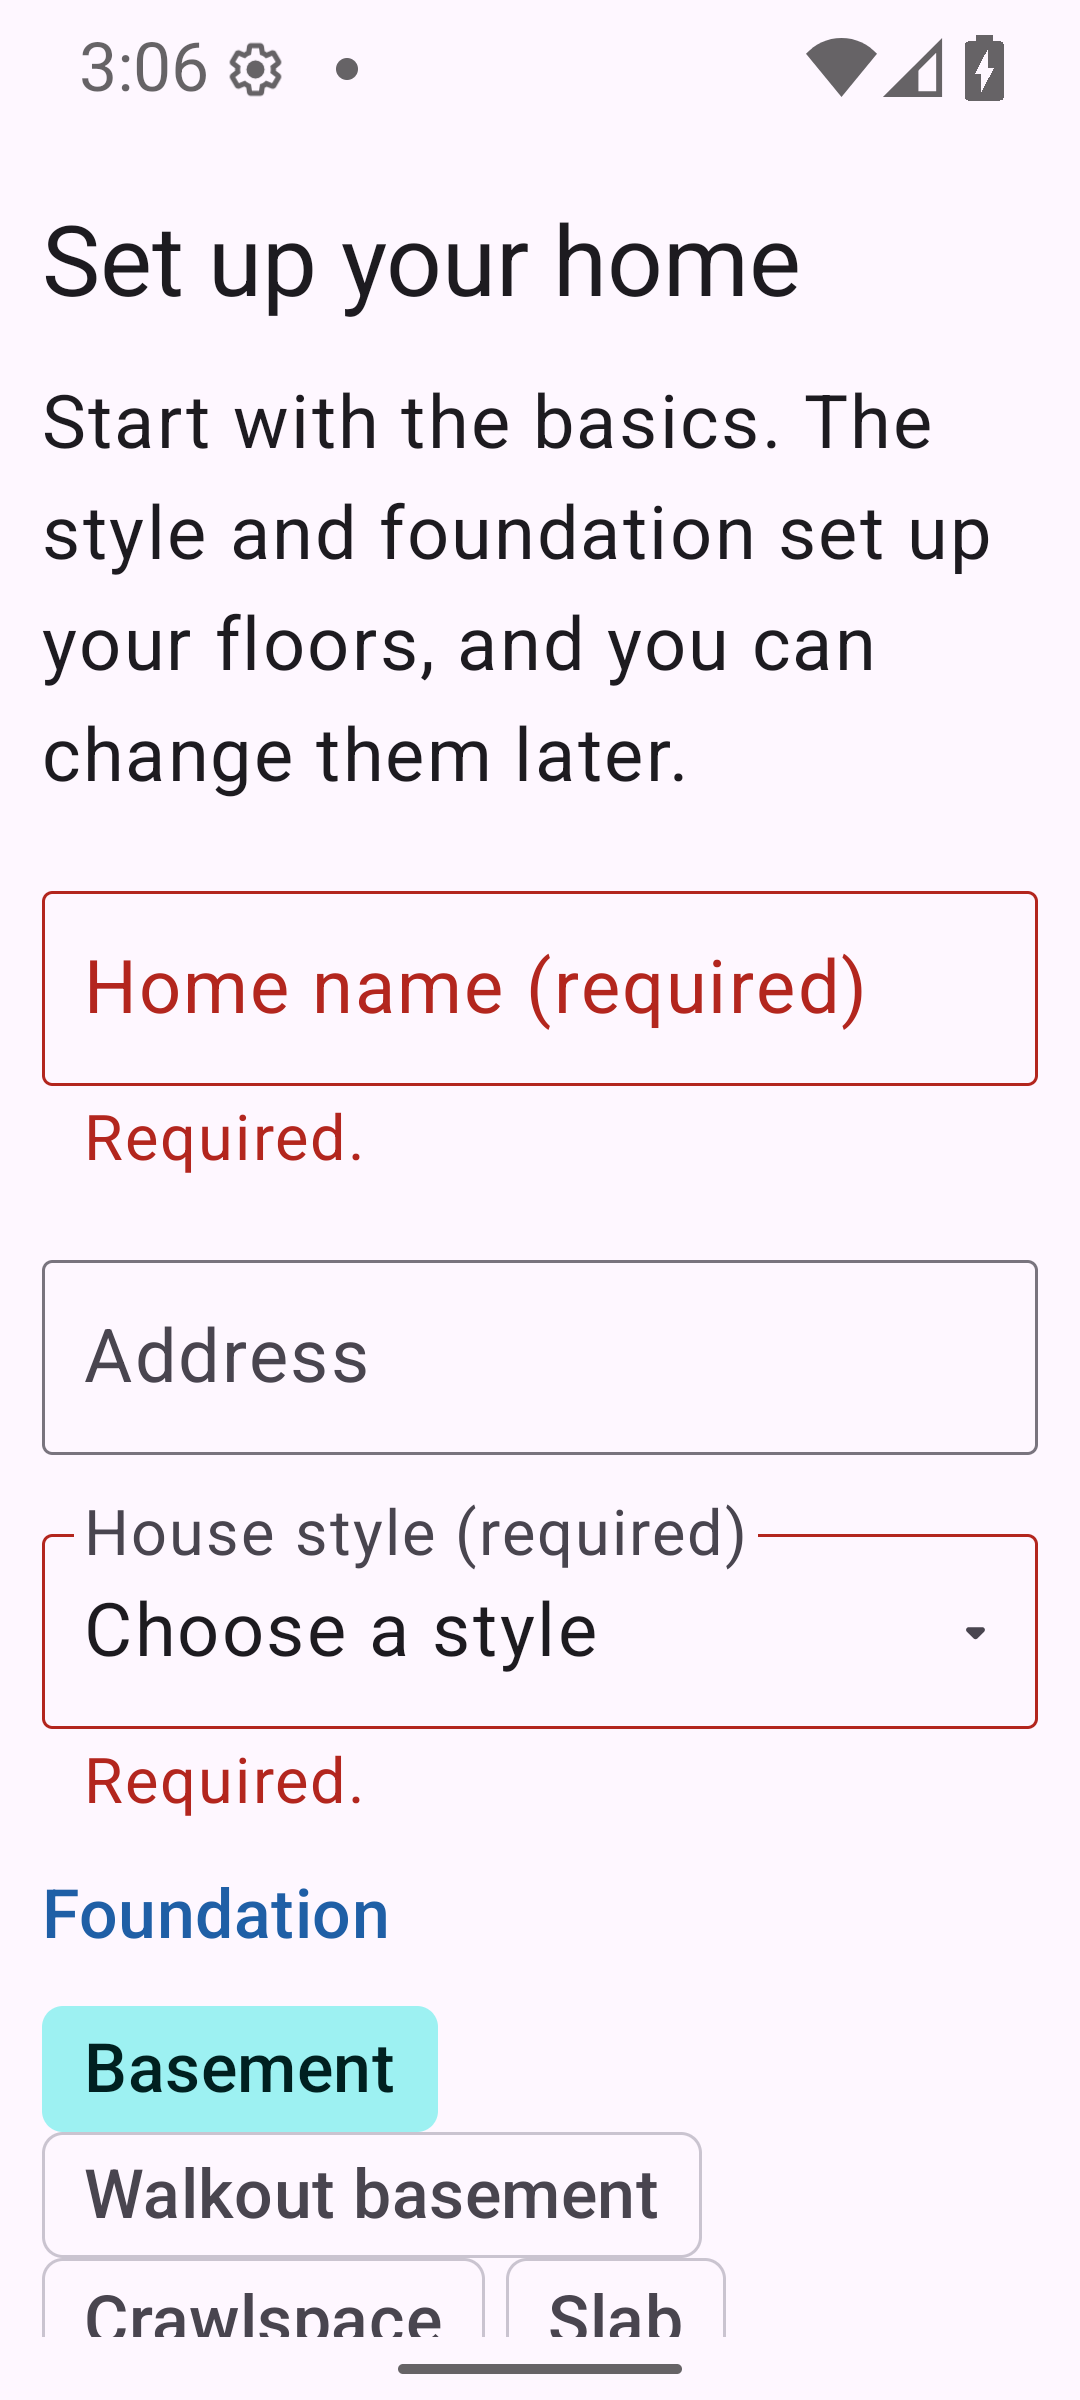 3:06
Set up your home
Start with the basics. The
style and foundation set up
your floors, and you can
change them later.
Home name (required)
Required.
Address
House style (required)
Choose a style
Required.
Foundation
Basement
Walkout basement
Crawlspace Slab